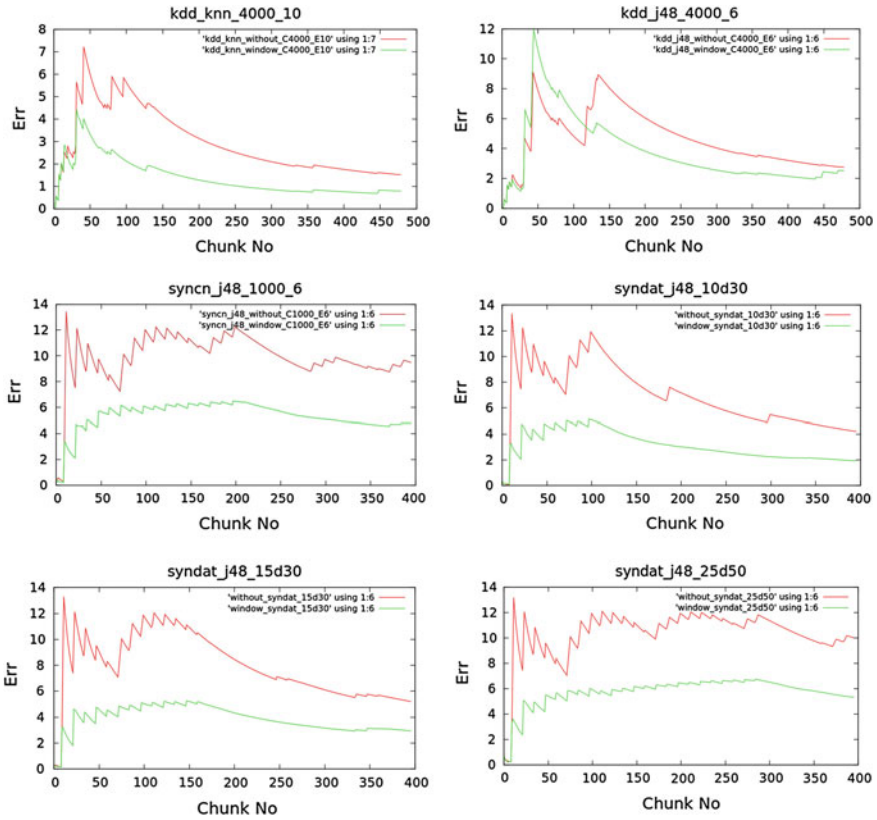 kdd_knn_4000_10
'kdd_knn_without_C4000_E10' using 1:7
'kdd_knn_window_C4000_E10' using 1:7
Err
8
7
6
5
4
3
2
1
0
0 50 100 150 200 250 300 350 400 450 500
Chunk No
kdd_j48_4000_6
'kdd_j48_without_C4000_E6' using 1:6
'kdd_j48_window_C4000_E6' using 1:6
Err
12
10
8
6
4
2
0
0 50 100 150 200 250 300 350 400 450 500
Chunk No
syncn_j48_1000_6
'syncn_j48_without_C1000_E6' using 1:6
'syncn_j48_window_C1000_E6' using 1:6
Err
14
12
10
8
6
4
2
0
0 50 100 150 200 250 300 350 400
Chunk No
syndat_j48_10d30
'without_syndat_10d30' using 1:6
'window_syndat_10d30' using 1:6
Err
14
12
10
8
6
4
2
0
0 50 100 150 200 250 300 350 400
Chunk No
syndat_j48_15d30
'without_syndat_15d30' using 1:6
'window_syndat_15d30' using 1:6
Err
14
12
10
8
6
4
2
0
0 50 100 150 200 250 300 350 400
Chunk No
syndat_j48_25d50
'without_syndat_25d50' using 1:6
'window_syndat_25d50' using 1:6
Err
14
12
10
8
6
4
2
0
0 50 100 150 200 250 300 350 400
Chunk No